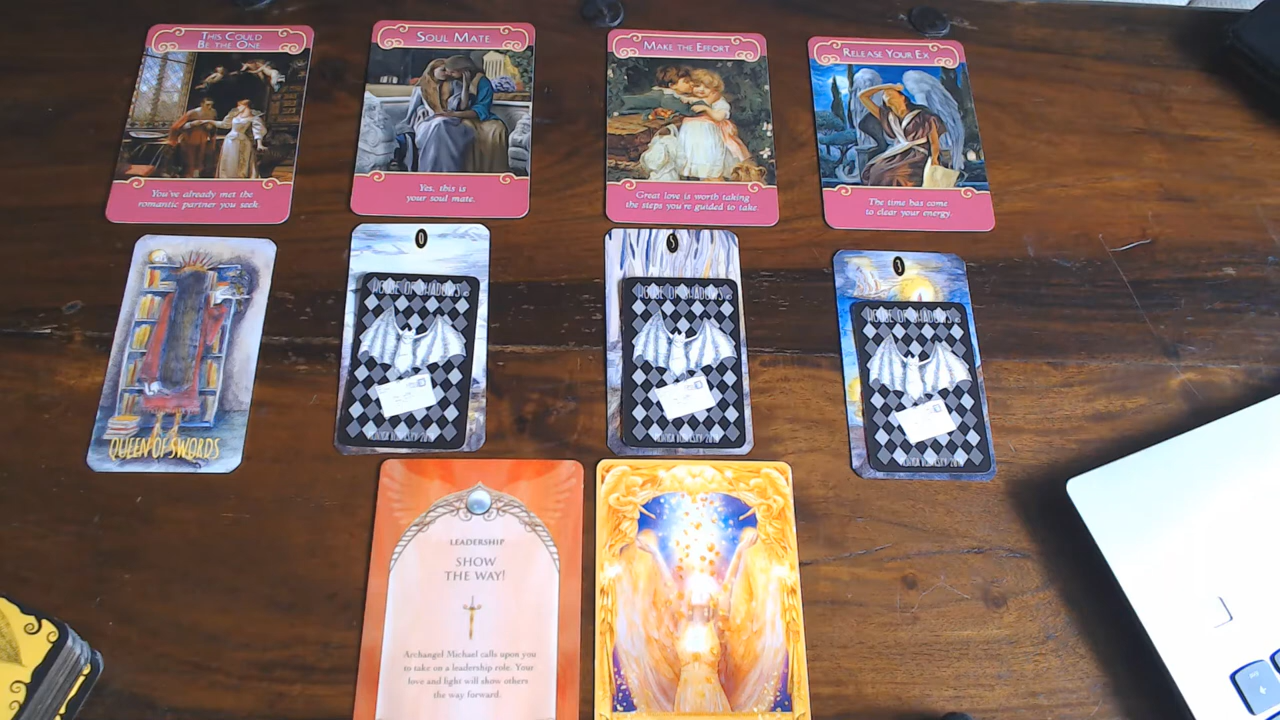 THIS COULD
BE THE ONE
You've already met the
romantic partner you seek.
SOUL MATE
Yes, this is
your soul mate.
MAKE THE EFFORT
Great love is worth taking
the steps you're guided to take.
RELEASE YOUR EX
The time has come
to clear your energy.
QUEEN OF SWORDS
0
HOUSE OF SHADOWS
5
HOUSE OF SHADOWS
3
HOUSE OF SHADOWS
LEADERSHIP
SHOW
THE WAY!
Archangel Michael calls upon you
to take on a leadership role. Your
love and light will show others
the way forward.